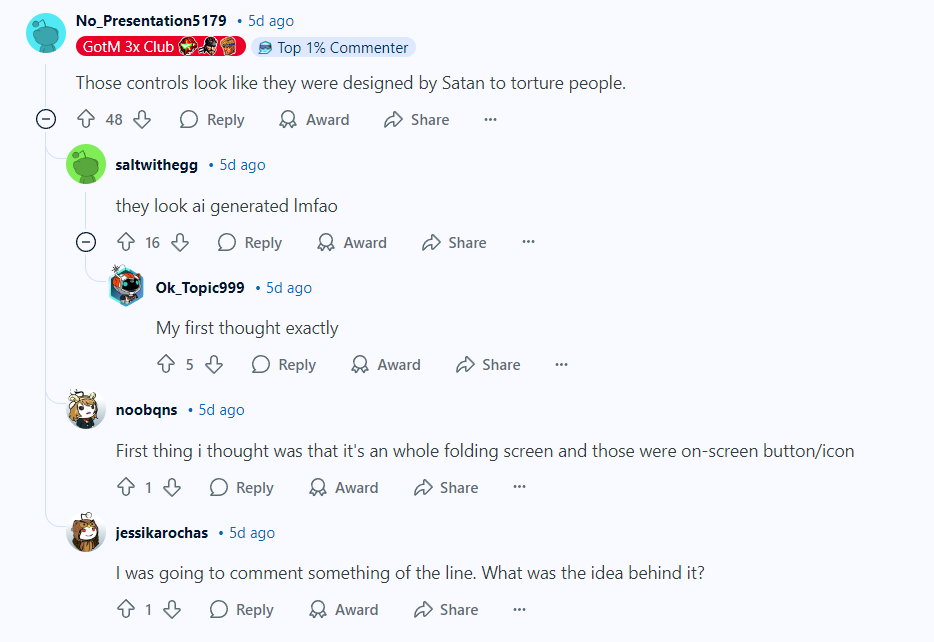 No_Presentation5179 • 5d ago
GotM 3x Club Top 1% Commenter
Those controls look like they were designed by Satan to torture people.
48 Reply Award Share ...
saltwithegg • 5d ago
they look ai generated lmfao
16 Reply Award Share ...
Ok_Topic999 • 5d ago
My first thought exactly
5 Reply Award Share ...
noobqns • 5d ago
First thing i thought was that it's an whole folding screen and those were on-screen button/icon
1 Reply Award Share ...
jessikarochas • 5d ago
I was going to comment something of the line. What was the idea behind it?
1 Reply Award Share ...